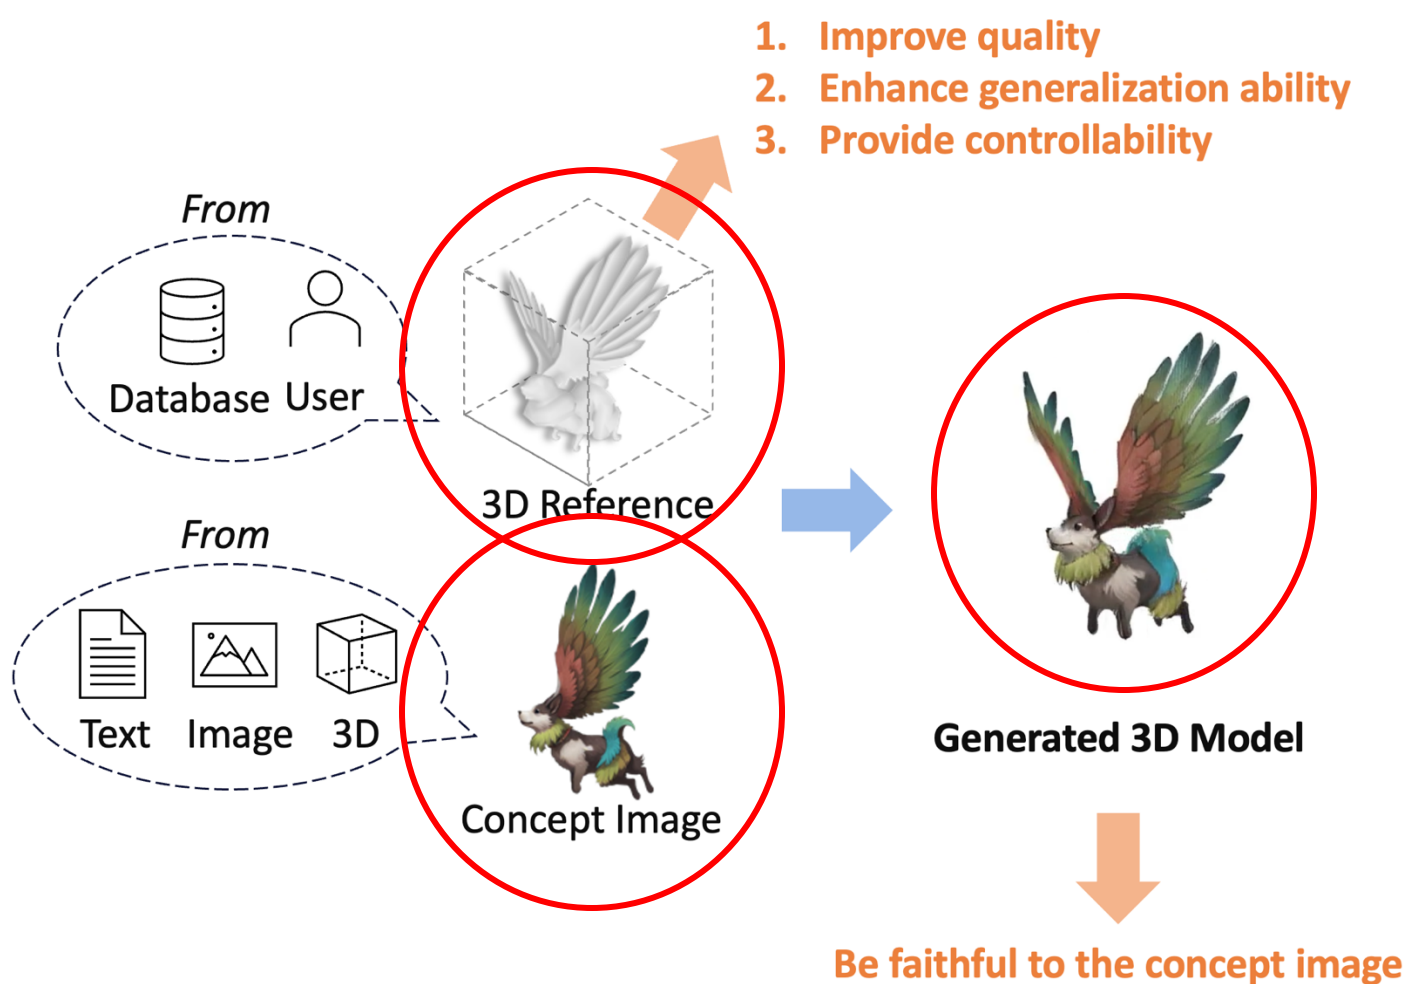 1. Improve quality
2. Enhance generalization ability
3. Provide controllability
From
Database User
3D Reference
From
Text Image 3D
Concept Image
Generated 3D Model
Be faithful to the concept image